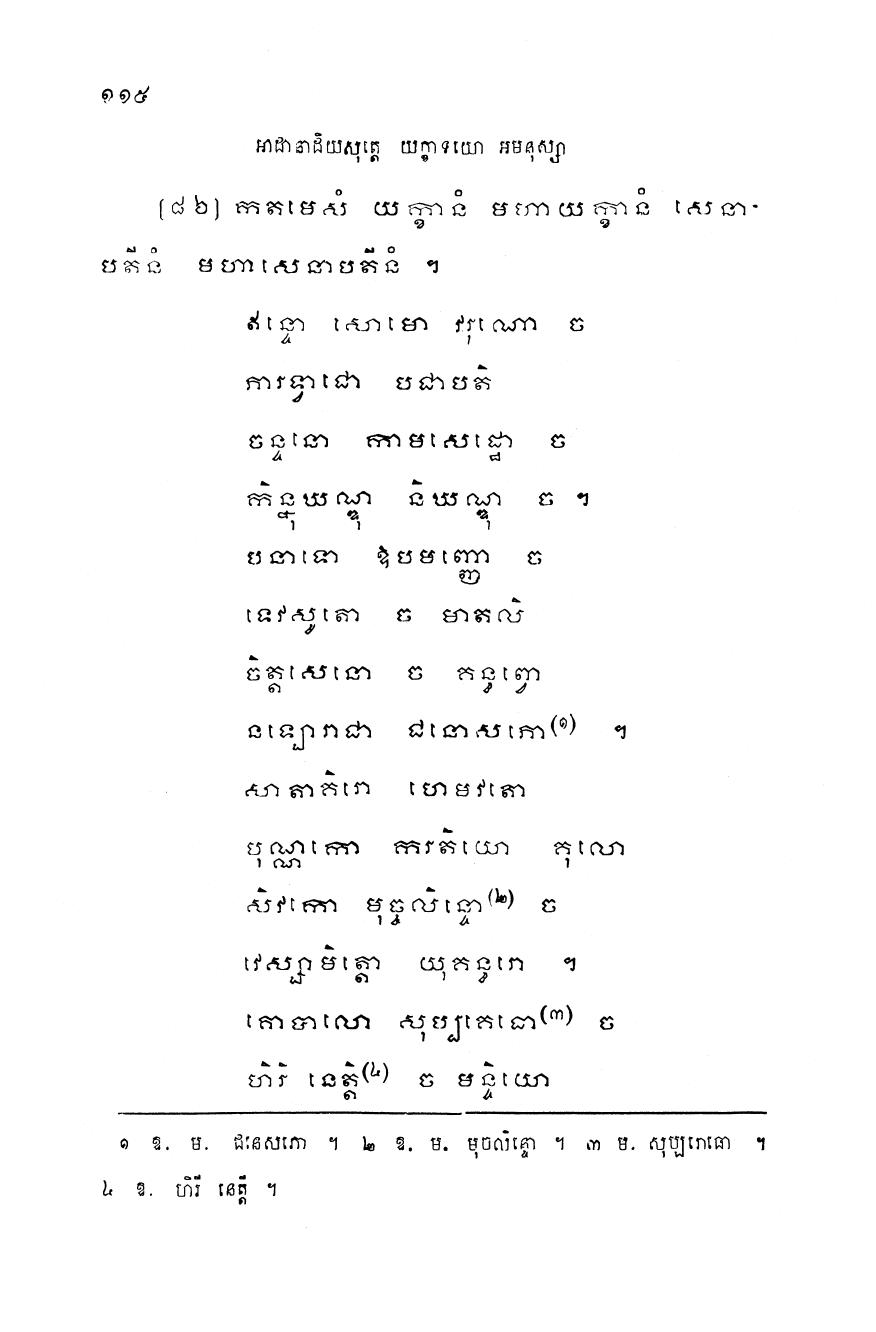 ១១៥
អាដានាដិយសុត្តេ យក្ខាទយោ អមនុស្សា
(៨៦) កតមេសំ យក្ខានំ មហាយក្ខានំ សេនា-
បតីនំ មហាសេនាបតីនំ ។
ឥន្ទោ សោមោ វរុណោ ច
ភារទ្វាជោ បជាបតិ
ចន្ទនោ កាមសេដ្ឋោ ច
កិន្នុឃណ្ឌុ និឃណ្ឌុ ច ។
បនាទោ ឱបមញ្ញោ ច
ទេវសូតោ ច មាតលិ
ចិត្តសេនោ ច គន្ធព្វោ
នឡោរាជា ជនោសភោ(១) ។
សាតាគិរោ ហេមវតោ
បុណ្ណកោ ករតិយោ គុលោ
សិវកោ មុច្ចលិន្ទោ(២) ច
វេស្សាមិត្តោ យុគន្ធរោ ។
គោបាលោ សុប្បគេធោ(៣) ច
ហិរិ នេត្តិ(៤) ច មន្ទិយោ
១ ឱ. ម. ជនេសភោ ។ ២ ឱ. ម. មុចលិន្ទោ ។ ៣ ម. សុប្បរោធោ ។
៤ ឱ. ហិរី នេត្តី ។